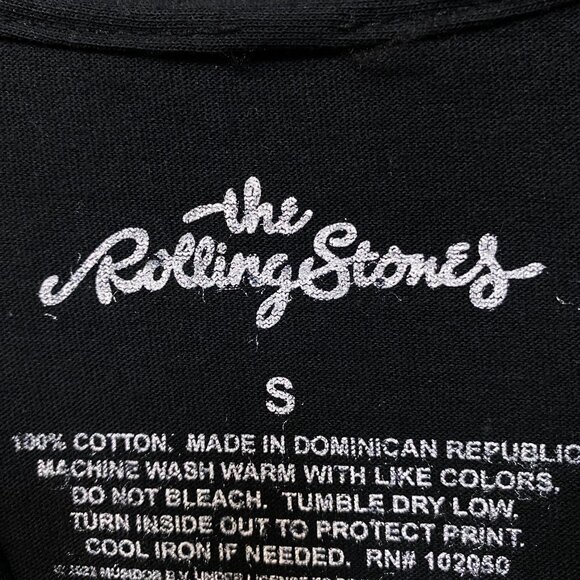 the
Rolling Stones
S
100% COTTON. MADE IN DOMINICAN REPUBLIC
MACHINE WASH WARM WITH LIKE COLORS.
DO NOT BLEACH. TUMBLE DRY LOW.
TURN INSIDE OUT TO PROTECT PRINT.
COOL IRON IF NEEDED. RN# 102050
B.V. UNDER